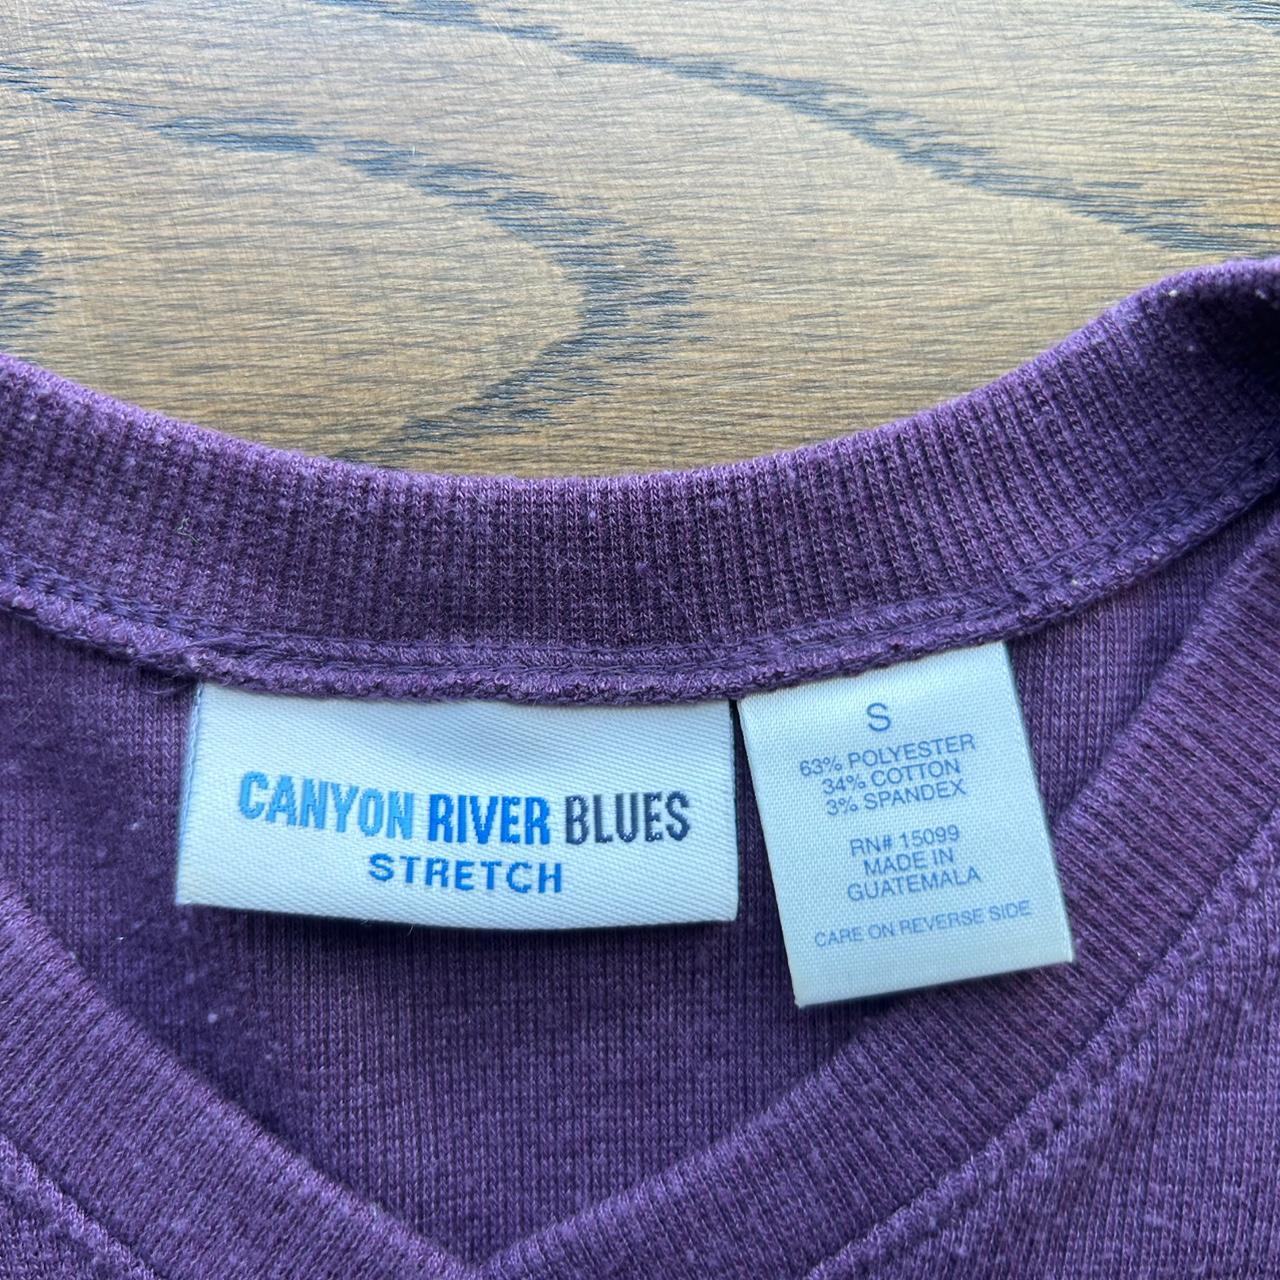 CANYON RIVER BLUES
STRETCH
S
63% POLYESTER
34% COTTON
3% SPANDEX
RN# 15099
MADE IN
GUATEMALA
CARE ON REVERSE SIDE